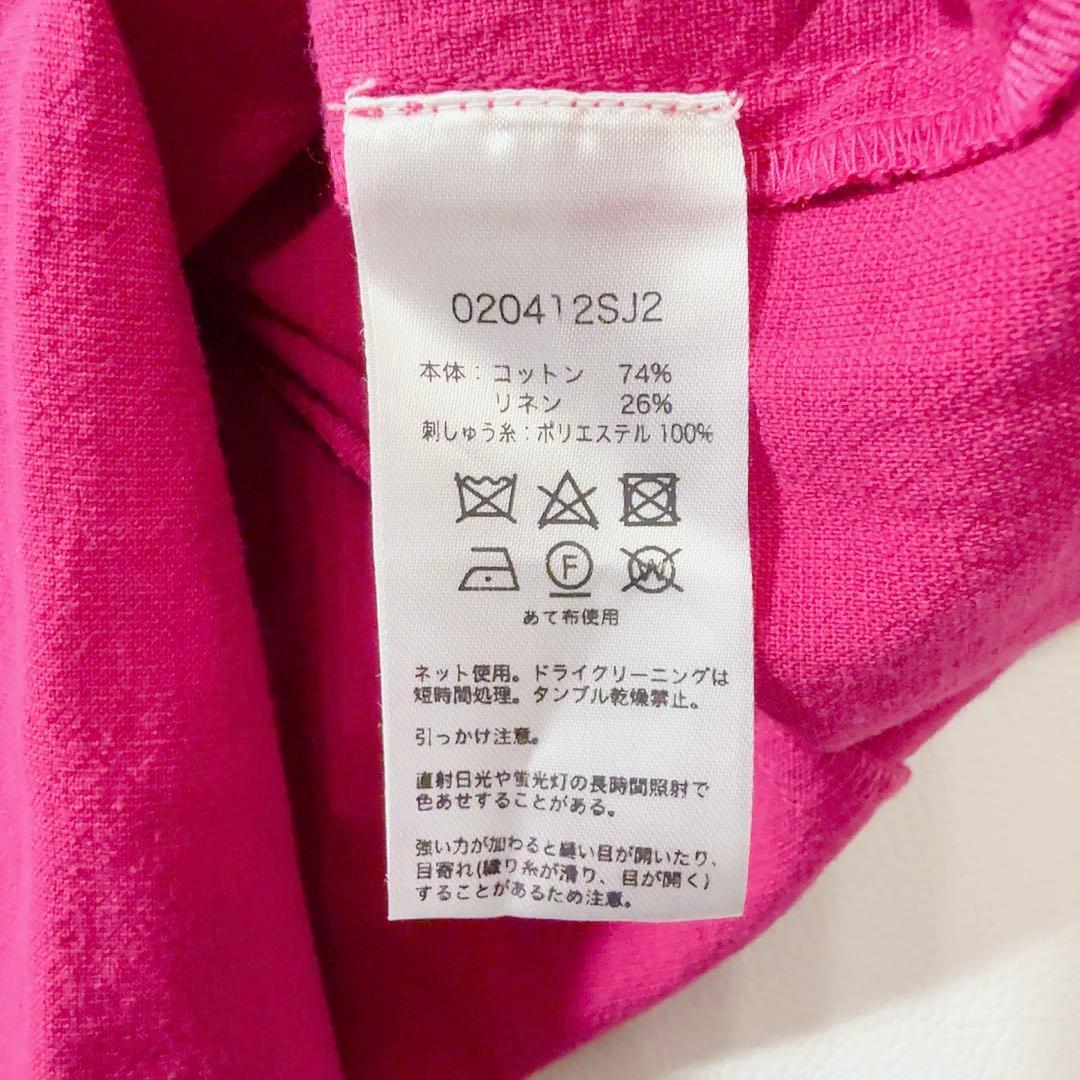 020412SJ2
本体：コットン 74%
リネン 26%
刺しゅう糸：ポリエステル 100%
F
W
あて布使用
ネット使用。ドライクリーニングは
短時間処理。タンブル乾燥禁止。
引っかけ注意。
直射日光や蛍光灯の長時間照射で
色あせすることがある。
強い力が加わると縫い目が開いたり、
目寄れ(織り糸が滑り、目が開く)
することがあるため注意。